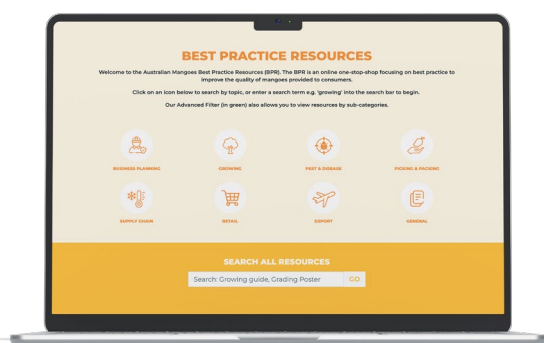 BEST PRACTICE RESOURCES
Welcome to the Australian Mangoes Best Practice Resources (BPR). The BPR is an online one-stop-shop focusing on best practice to
improve the quality of mangoes provided to consumers.
Click on an icon below to search by topic, or enter a search term e.g. 'growing' into the search bar to begin.
Our Advanced Filter (in green) also allows you to view resources by sub-categories.
BUSINESS PLANNING
GROWING
PEST & DISEASE
PICKING & PACKING
SUPPLY CHAIN
RETAIL
EXPORT
GENERAL
SEARCH ALL RESOURCES
Search: Growing guide, Grading Poster
GO